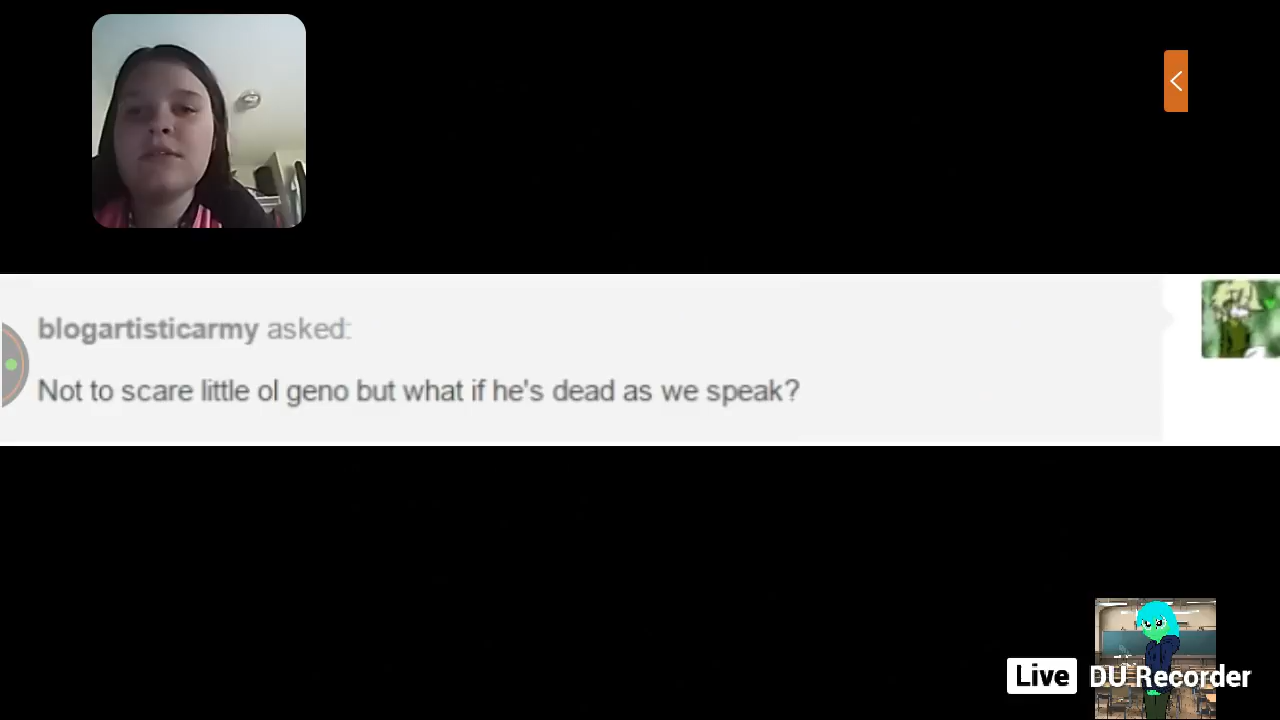 blogartisticarmy asked:
Not to scare little ol geno but what if he's dead as we speak?
Live DU Recorder